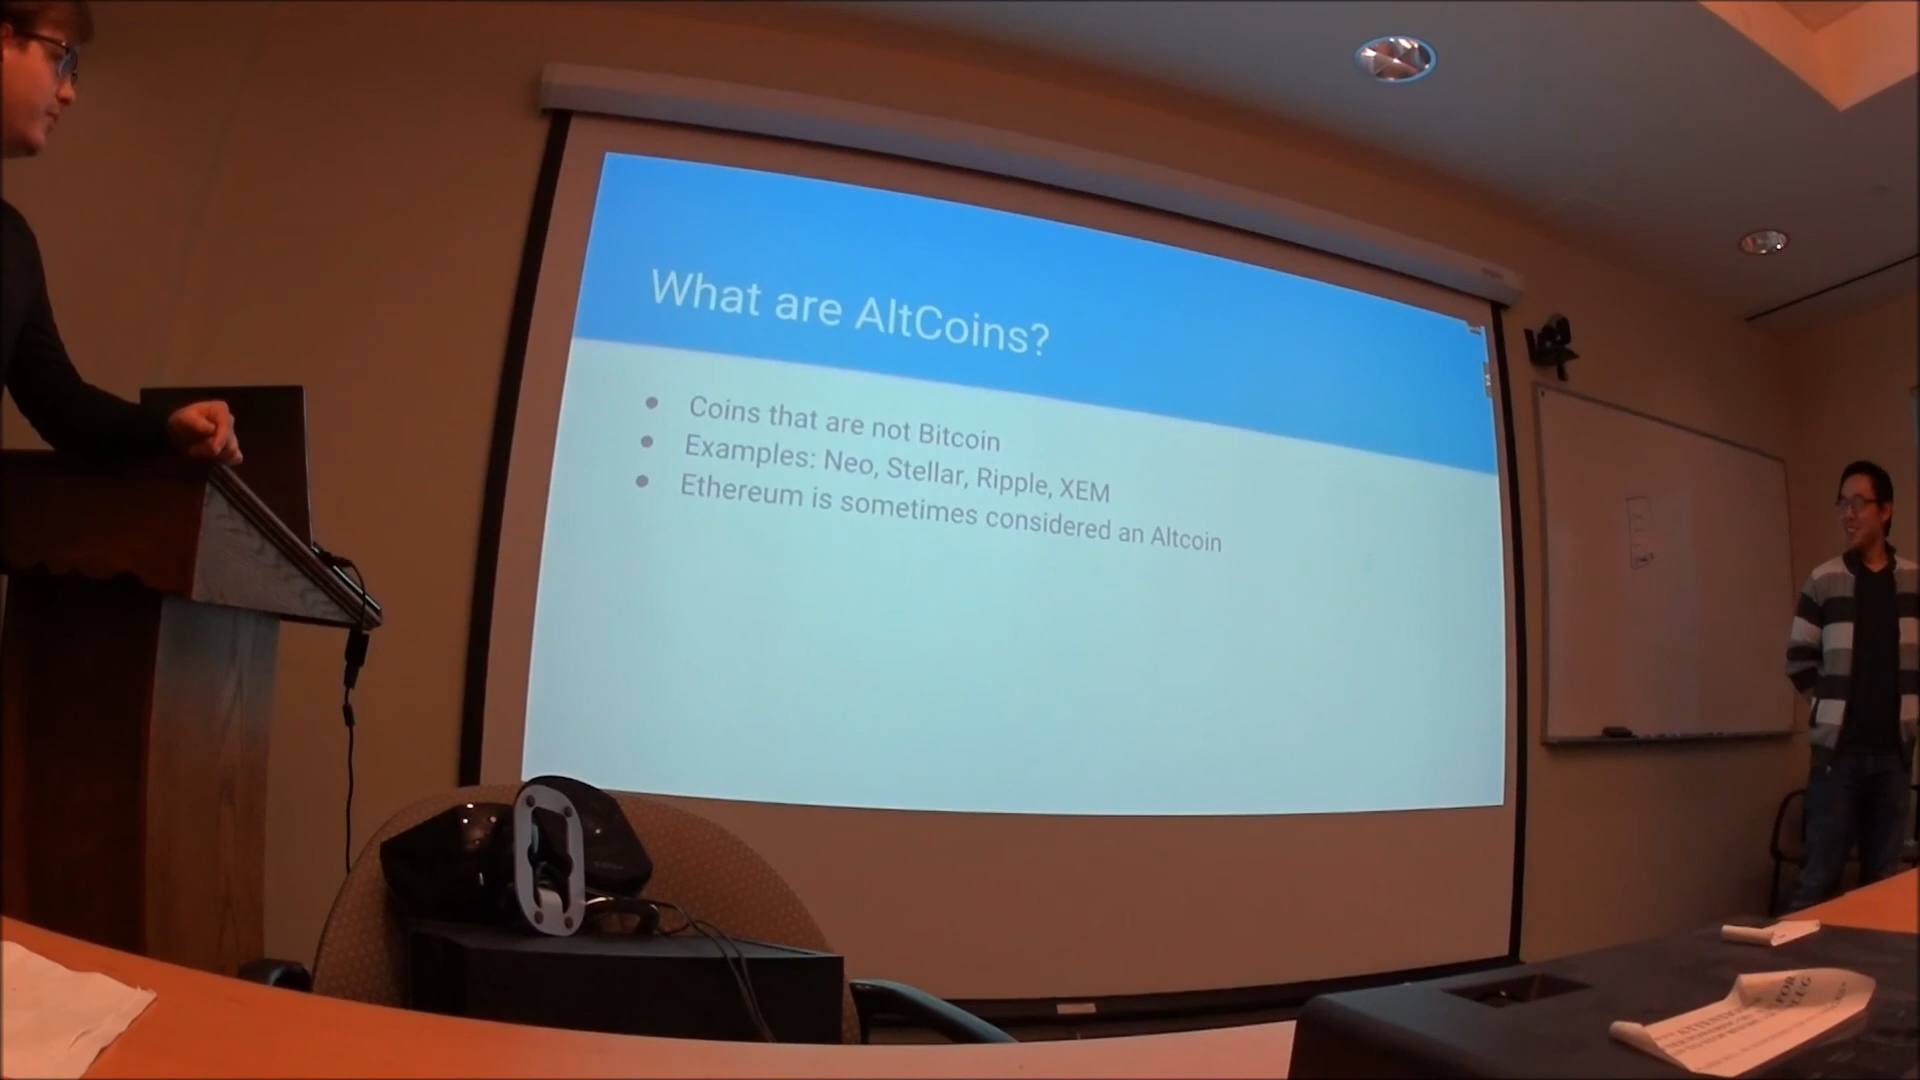 What are AltCoins?
Coins that are not Bitcoin
Examples: Neo, Stellar, Ripple, XEM
Ethereum is sometimes considered an Altcoin